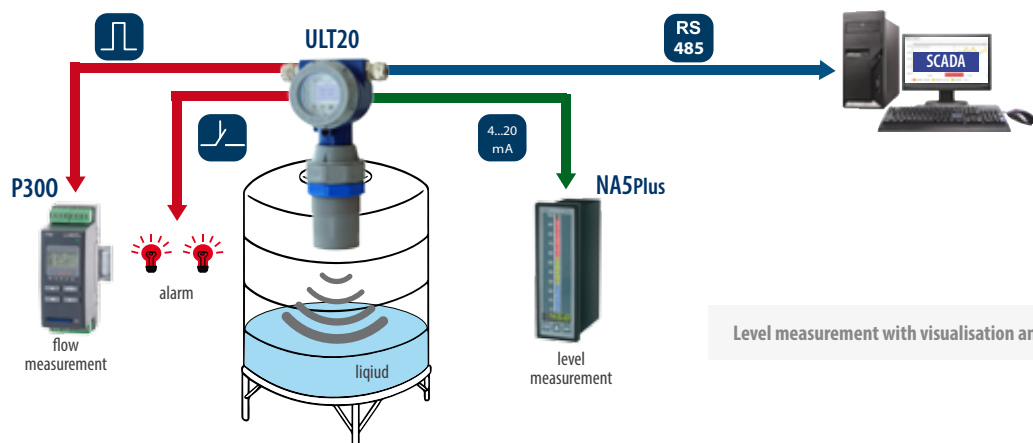 ULT20
RS
485
SCADA
4...20
mA
P300
NA5Plus
alarm
flow
measurement
liqiud
level
measurement
Level measurement with visualisation an